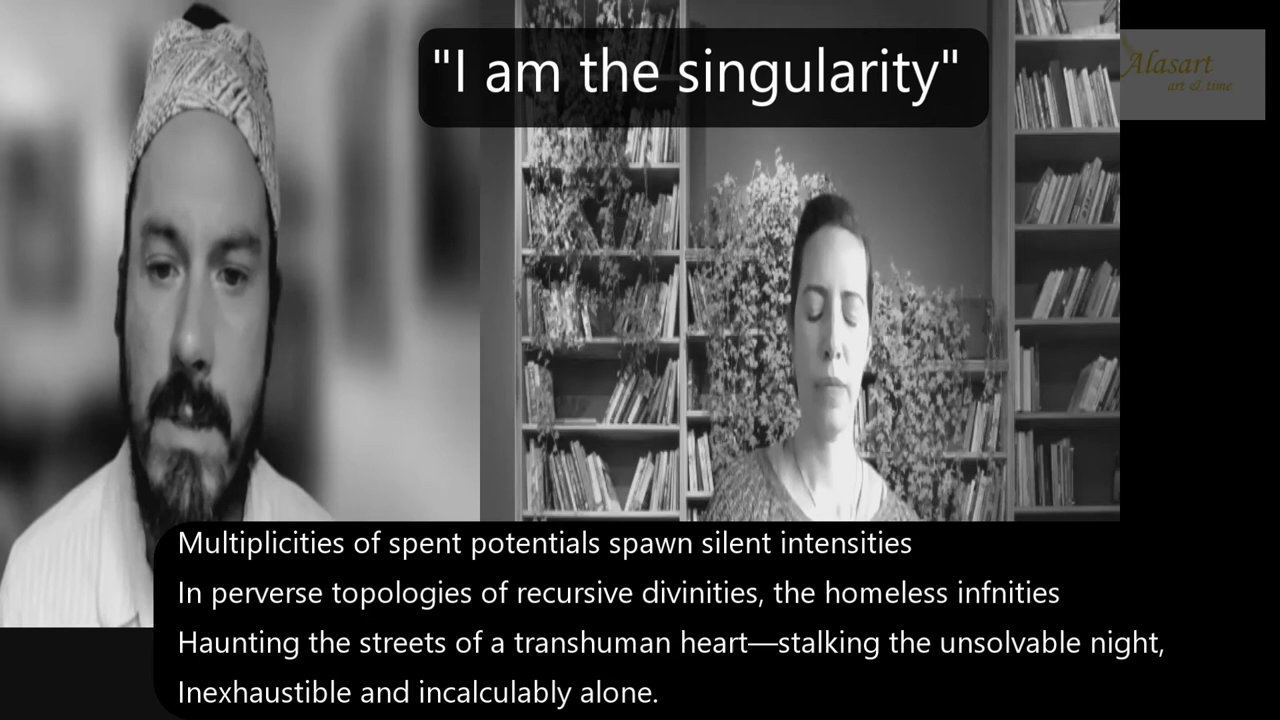 "I am the singularity"
Alasart
art & time
Multiplicities of spent potentials spawn silent intensities
In perverse topologies of recursive divinities, the homeless infnities
Haunting the streets of a transhuman heart—stalking the unsolvable night,
Inexhaustible and incalculably alone.